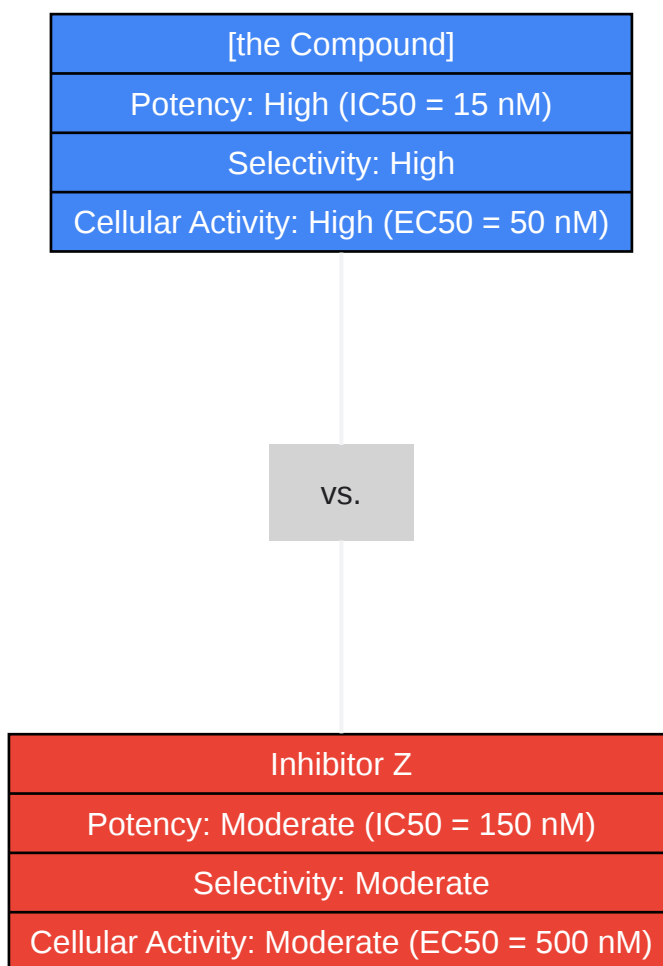 [the Compound]
Potency: High (IC50 = 15 nM)
Selectivity: High
Cellular Activity: High (EC50 = 50 nM)
vs.
Inhibitor Z
Potency: Moderate (IC50 = 150 nM)
Selectivity: Moderate
Cellular Activity: Moderate (EC50 = 500 nM)